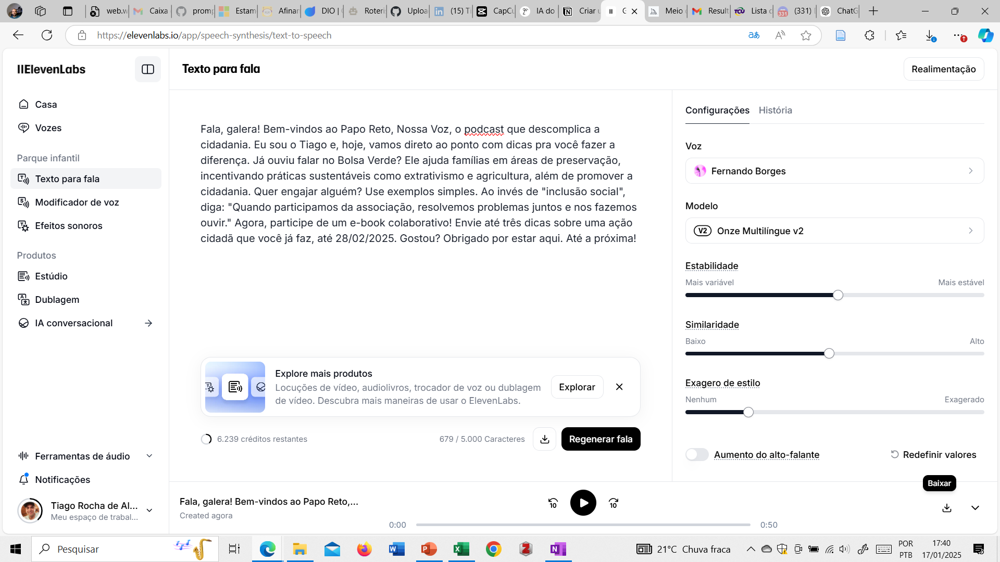 web.w
Caixa
prom
Estam
Afinar
DIO |
Roteri
Uploa
(15) Ti
CapCu
IA do
Criar u
Meio
Result
Lista d
(331)
ChatG
https://elevenlabs.io/app/speech-synthesis/text-to-speech
IIElevenLabs
Texto para fala
Realimentação
Casa
Vozes
Parque infantil
Texto para fala
Modificador de voz
Efeitos sonoros
Produtos
Estúdio
Dublagem
IA conversacional
Ferramentas de áudio
Notificações
Tiago Rocha de Al...
Meu espaço de trabal...
Fala, galera! Bem-vindos ao Papo Reto, Nossa Voz, o podcast que descomplica a
cidadania. Eu sou o Tiago e, hoje, vamos direto ao ponto com dicas pra você fazer a
diferença. Já ouviu falar no Bolsa Verde? Ele ajuda famílias em áreas de preservação,
incentivando práticas sustentáveis como extrativismo e agricultura, além de promover a
cidadania. Quer engajar alguém? Use exemplos simples. Ao invés de "inclusão social",
diga: "Quando participamos da associação, resolvemos problemas juntos e nos fazemos
ouvir." Agora, participe de um e-book colaborativo! Envie até três dicas sobre uma ação
cidadã que você já faz, até 28/02/2025. Gostou? Obrigado por estar aqui. Até a próxima!
Explore mais produtos
Locuções de vídeo, audiolivros, trocador de voz ou dublagem
de vídeo. Descubra mais maneiras de usar o ElevenLabs.
Explorar
6.239 créditos restantes
679 / 5.000 Caracteres
Regenerar fala
Configurações
História
Voz
Fernando Borges
Modelo
V2 Onze Multilíngue v2
Estabilidade
Mais variável
Mais estável
Similaridade
Baixo
Alto
Exagero de estilo
Nenhum
Exagerado
Aumento do alto-falante
Redefinir valores
Baixar
Fala, galera! Bem-vindos ao Papo Reto,...
Created agora
10
10
0:00
0:50
Pesquisar
21°C Chuva fraca
POR
PTB
17:40
17/01/2025